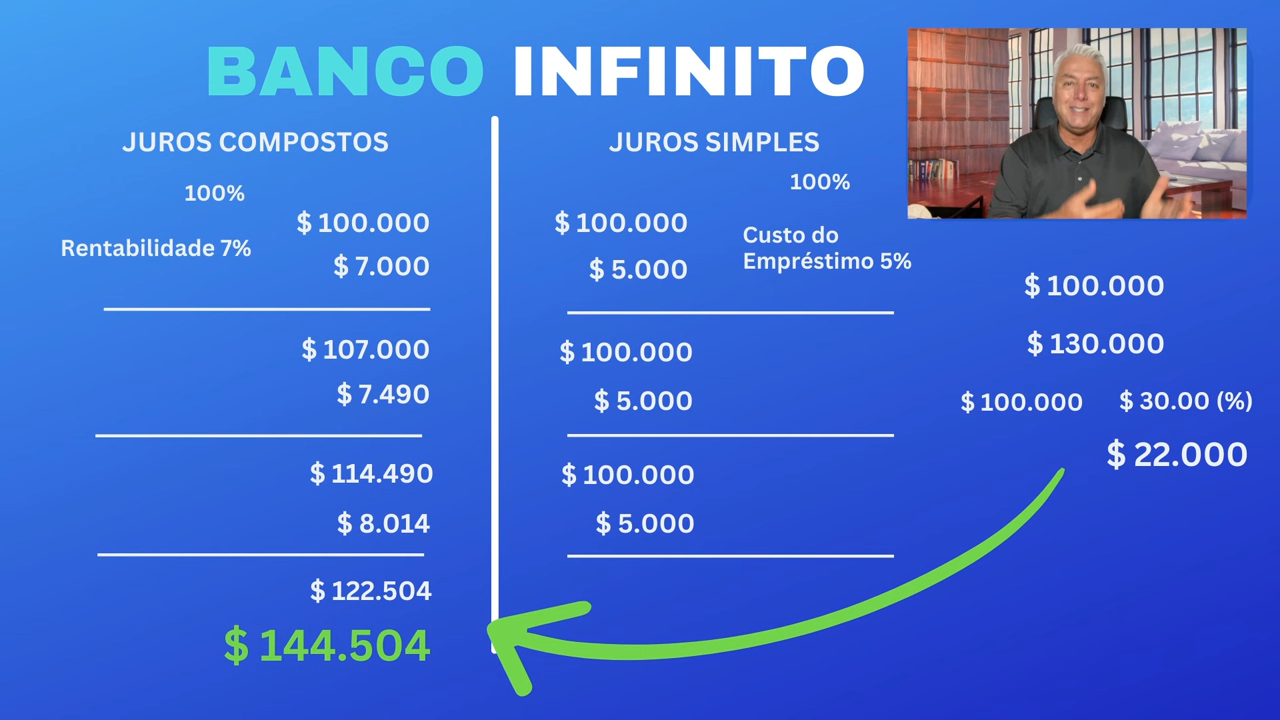 BANCO INFINITO
JUROS COMPOSTOS
100%
$ 100.000
Rentabilidade 7%
$ 7.000
$ 107.000
$ 7.490
$ 114.490
$ 8.014
$ 122.504
$ 144.504
JUROS SIMPLES
100%
$ 100.000
Custo do
Empréstimo 5%
$ 5.000
$ 100.000
$ 5.000
$ 100.000
$ 5.000
$ 100.000
$ 130.000
$ 100.000 $ 30.00 (%)
$ 22.000